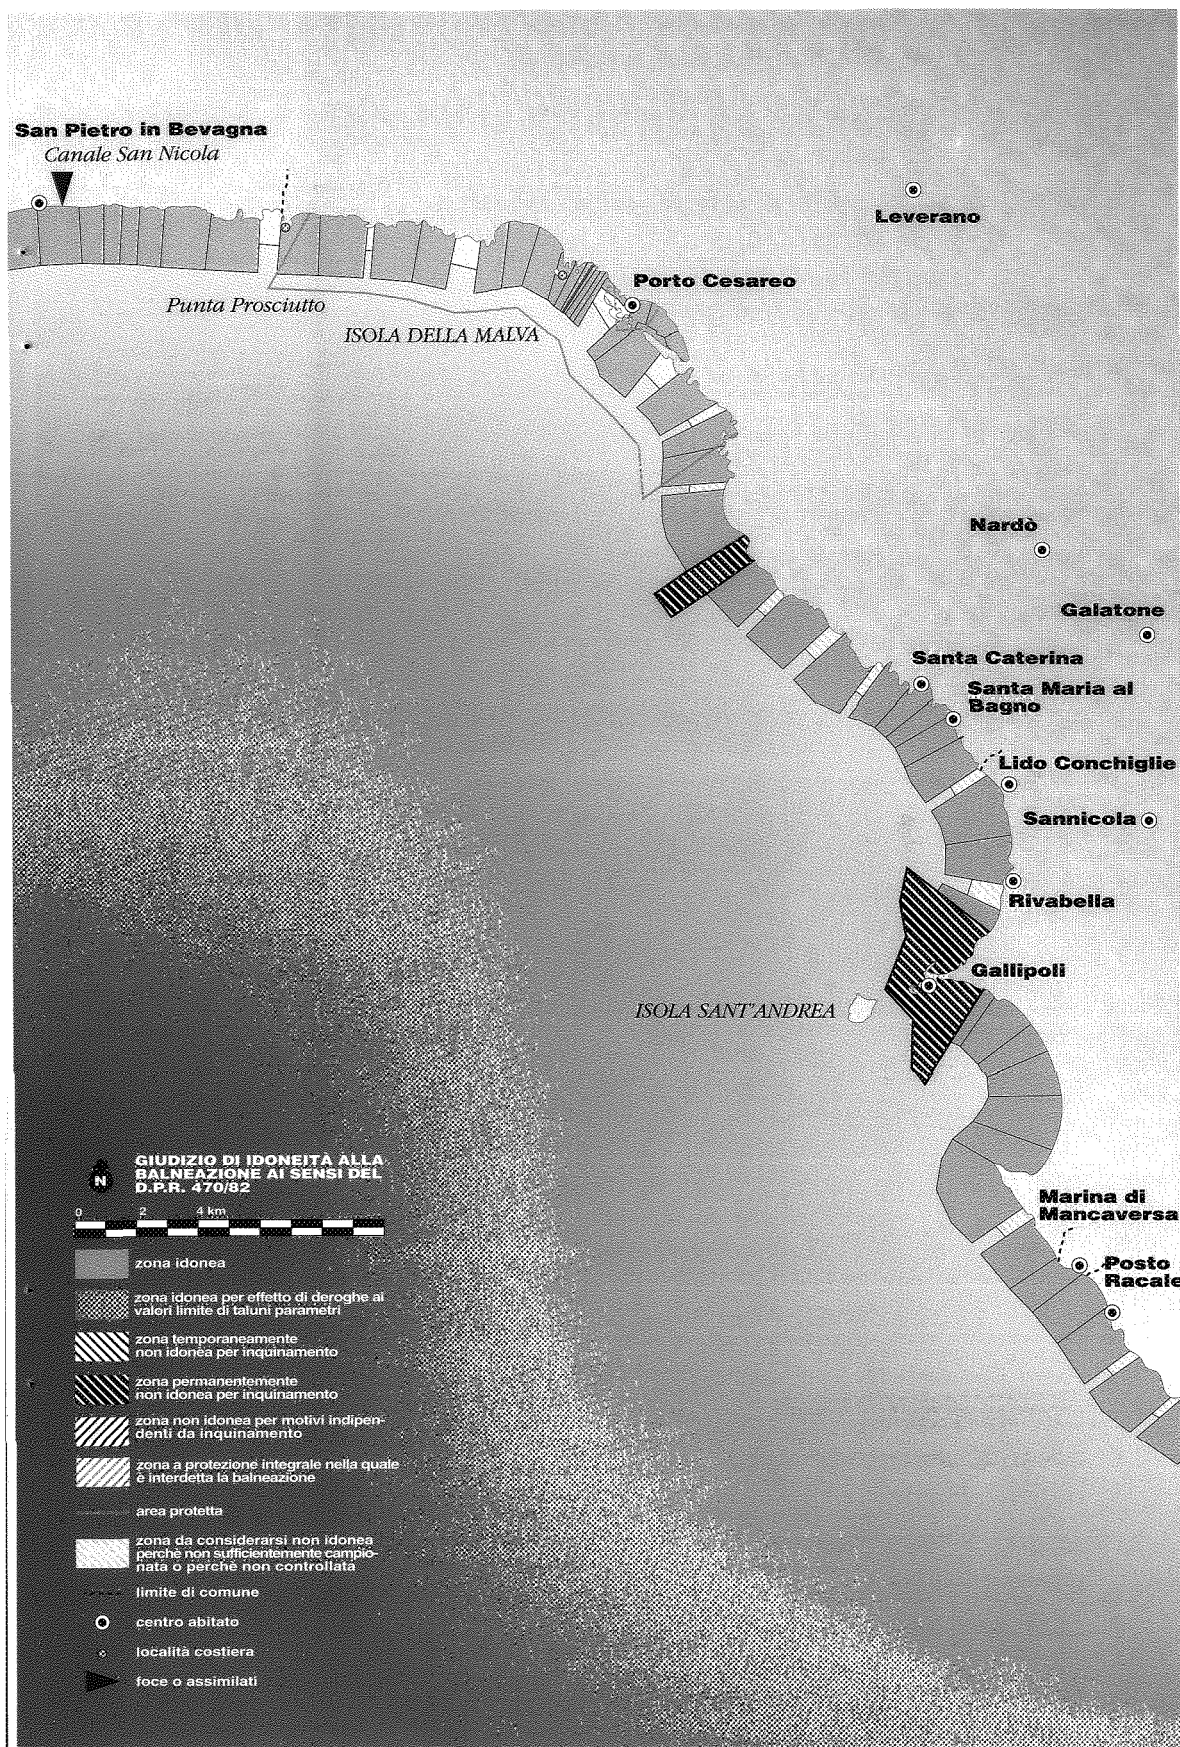 San Pietro in Bevagna
Canale San Nicola
Leverano
Porto Cesareo
Punta Prosciutto
ISOLA DELLA MALVA
Nardò
Galatone
Santa Caterina
Santa Maria al
Bagno
Lido Conchiglie
Sannicola
Rivabella
Gallipoli
ISOLA SANT'ANDREA
Marina di
Mancaversa
Posto
Racale
N
GIUDIZIO DI IDONEITÀ ALLA
BALNEAZIONE AI SENSI DEL
D.P.R. 470/82
0 2 4 km
zona idonea
zona idonea per effetto di deroghe ai
valori limite di taluni parametri
zona temporaneamente
non idonea per inquinamento
zona permanentemente
non idonea per inquinamento
zona non idonea per motivi indipen-
denti da inquinamento
zona a protezione integrale nella quale
è interdetta la balneazione
area protetta
zona da considerarsi non idonea
perchè non sufficientemente campio-
nata o perchè non controllata
limite di comune
centro abitato
località costiera
foce o assimilati